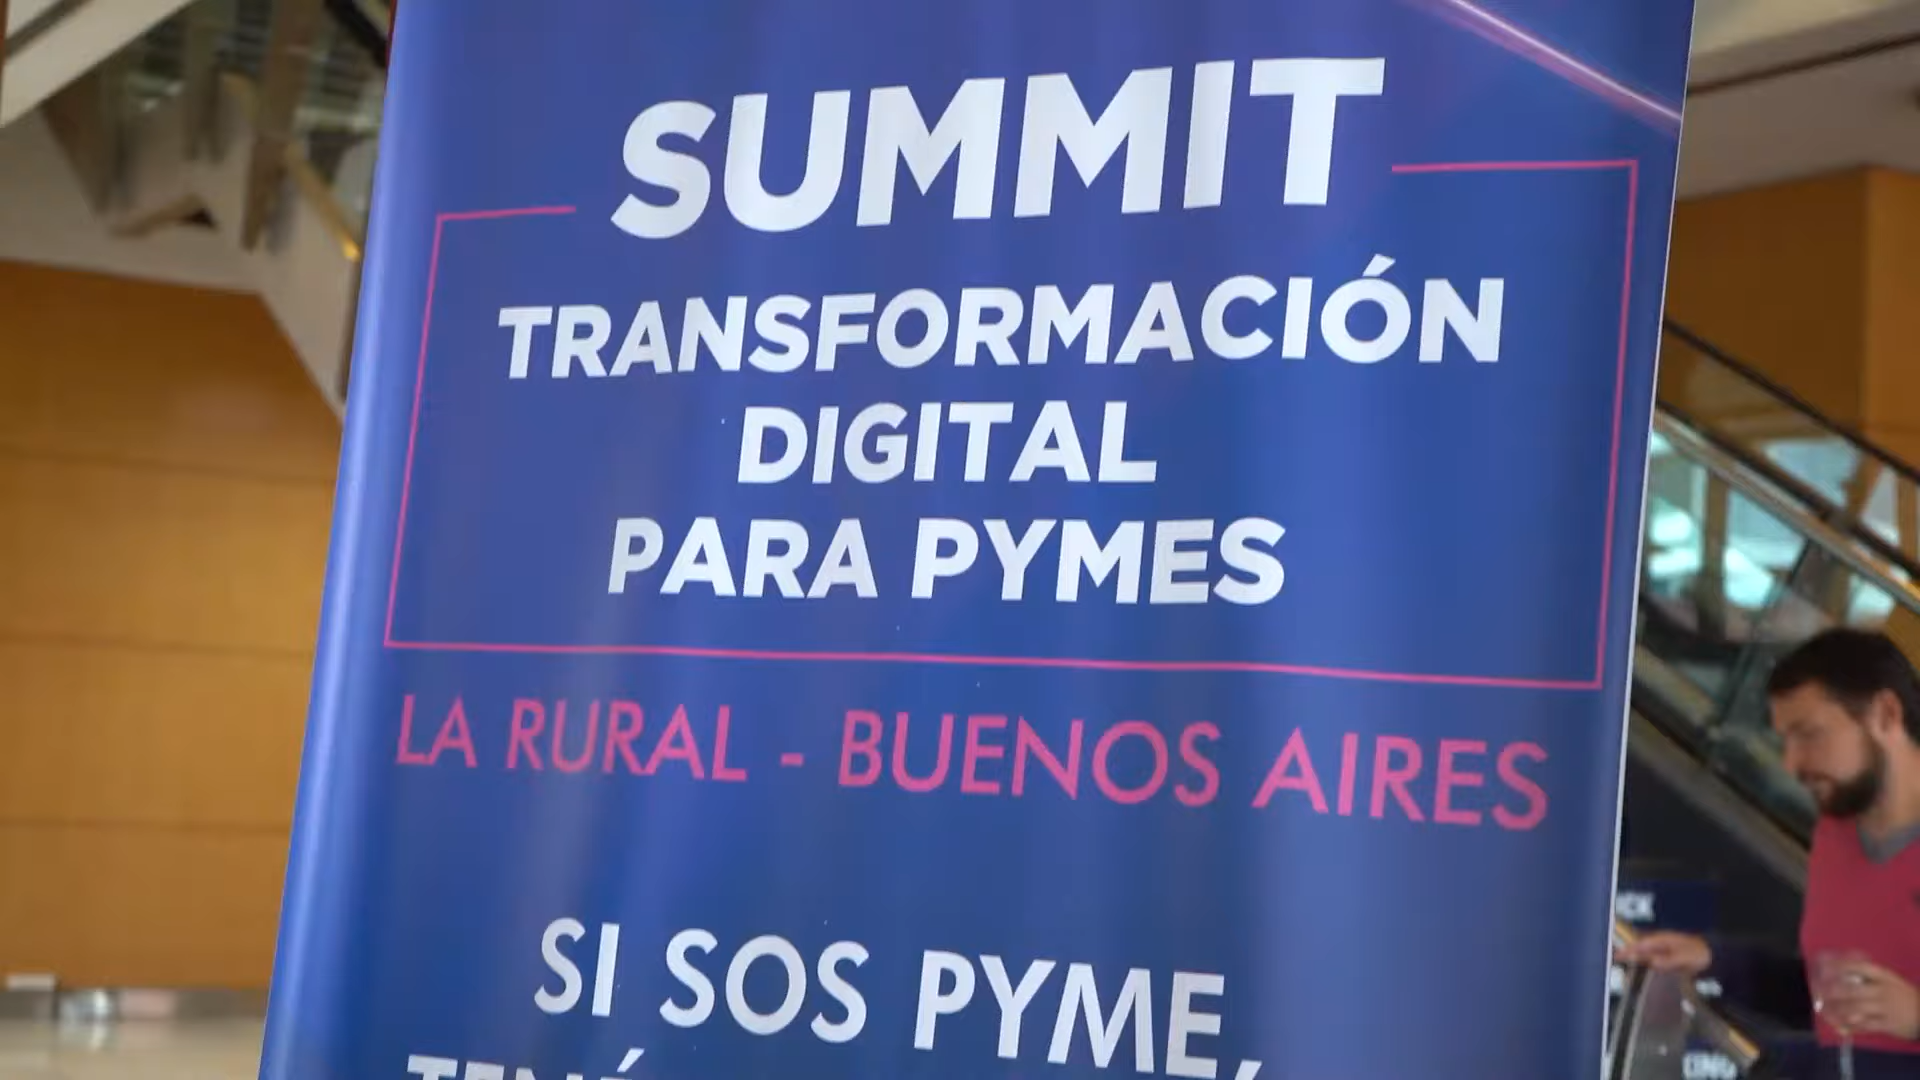 SUMMIT
TRANSFORMACIÓN
DIGITAL
PARA PYMES
LA RURAL - BUENOS AIRES
SI SOS PYME,